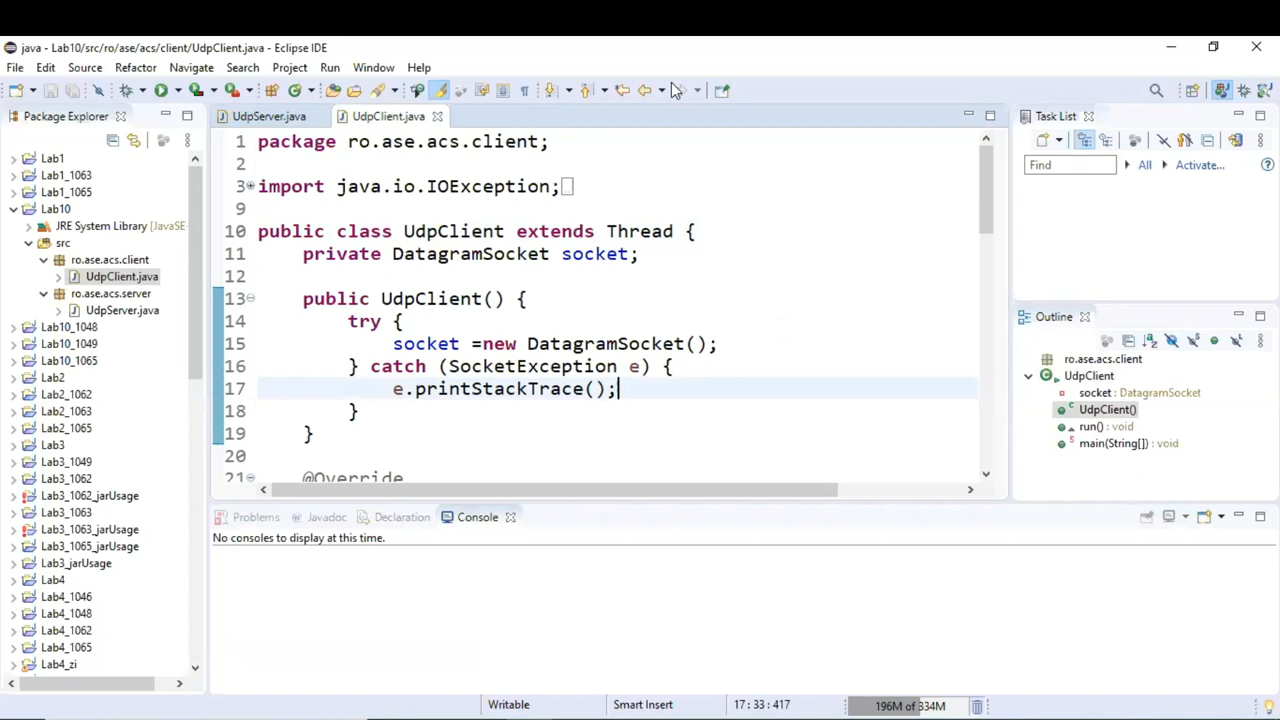 java - Lab10/src/ro/ase/acs/client/UdpClient.java - Eclipse IDE
File Edit Source Refactor Navigate Search Project Run Window Help
Package Explorer
Lab1
Lab1_1063
Lab1_1065
Lab10
JRE System Library [JavaSE-
src
ro.ase.acs.client
UdpClient.java
ro.ase.acs.server
UdpServer.java
Lab10_1048
Lab10_1049
Lab10_1065
Lab2
Lab2_1062
Lab2_1063
Lab2_1065
Lab3
Lab3_1049
Lab3_1062
Lab3_1062_jarUsage
Lab3_1063
Lab3_1063_jarUsage
Lab3_1065_jarUsage
Lab3_jarUsage
Lab4
Lab4_1046
Lab4_1048
Lab4_1062
Lab4_1065
Lab4_zi
UdpServer.java UdpClient.java
1 package ro.ase.acs.client;
2
3 import java.io.IOException;
9
10 public class UdpClient extends Thread {
11 private DatagramSocket socket;
12
13 public UdpClient() {
14 try {
15 socket =new DatagramSocket();
16 } catch (SocketException e) {
17 e.printStackTrace();
18 }
19 }
20
21 @Override
Problems Javadoc Declaration Console
No consoles to display at this time.
Task List
Find All Activate...
Outline
ro.ase.acs.client
UdpClient
socket : DatagramSocket
UdpClient()
run() : void
main(String[]) : void
Writable Smart Insert 17 : 33 : 417 196M of 334M